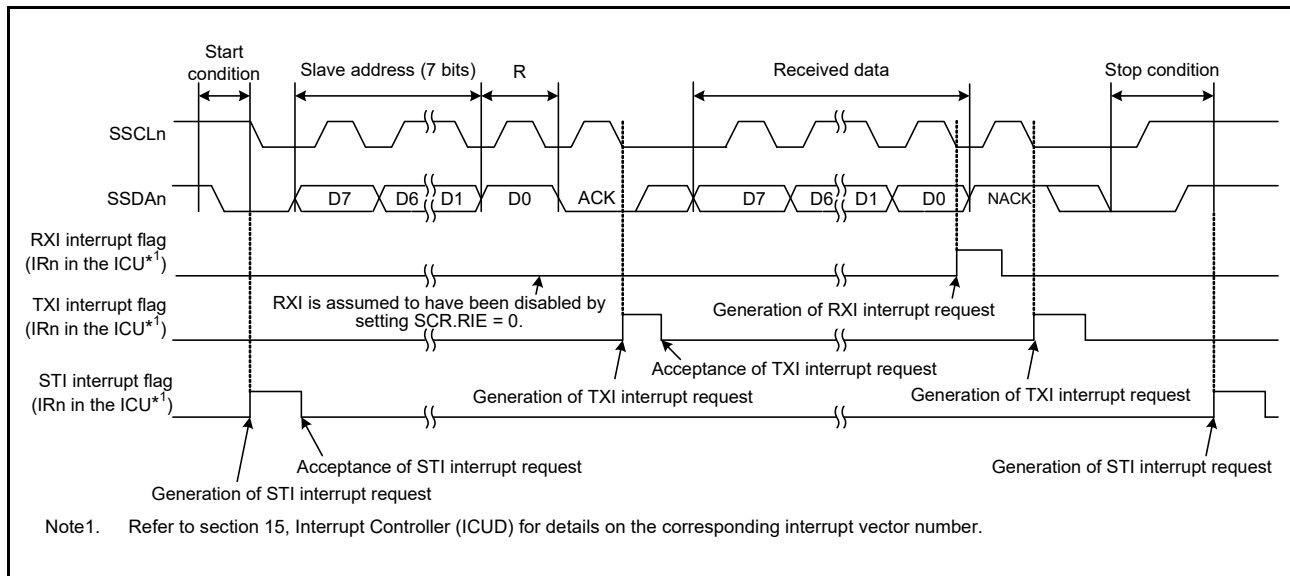 Start
condition
Slave address (7 bits)
R
Received data
Stop condition
SSCLn
SSDAn
D7
D6
D1
D0
ACK
D7
D6
D1
D0
NACK
RXI interrupt flag
(IRn in the ICU*1)
RXI is assumed to have been disabled by
setting SCR.RIE = 0.
Generation of RXI interrupt request
TXI interrupt flag
(IRn in the ICU*1)
Acceptance of TXI interrupt request
Generation of TXI interrupt request
Generation of TXI interrupt request
STI interrupt flag
(IRn in the ICU*1)
Acceptance of STI interrupt request
Generation of STI interrupt request
Generation of STI interrupt request
Note1. Refer to section 15, Interrupt Controller (ICUD) for details on the corresponding interrupt vector number.